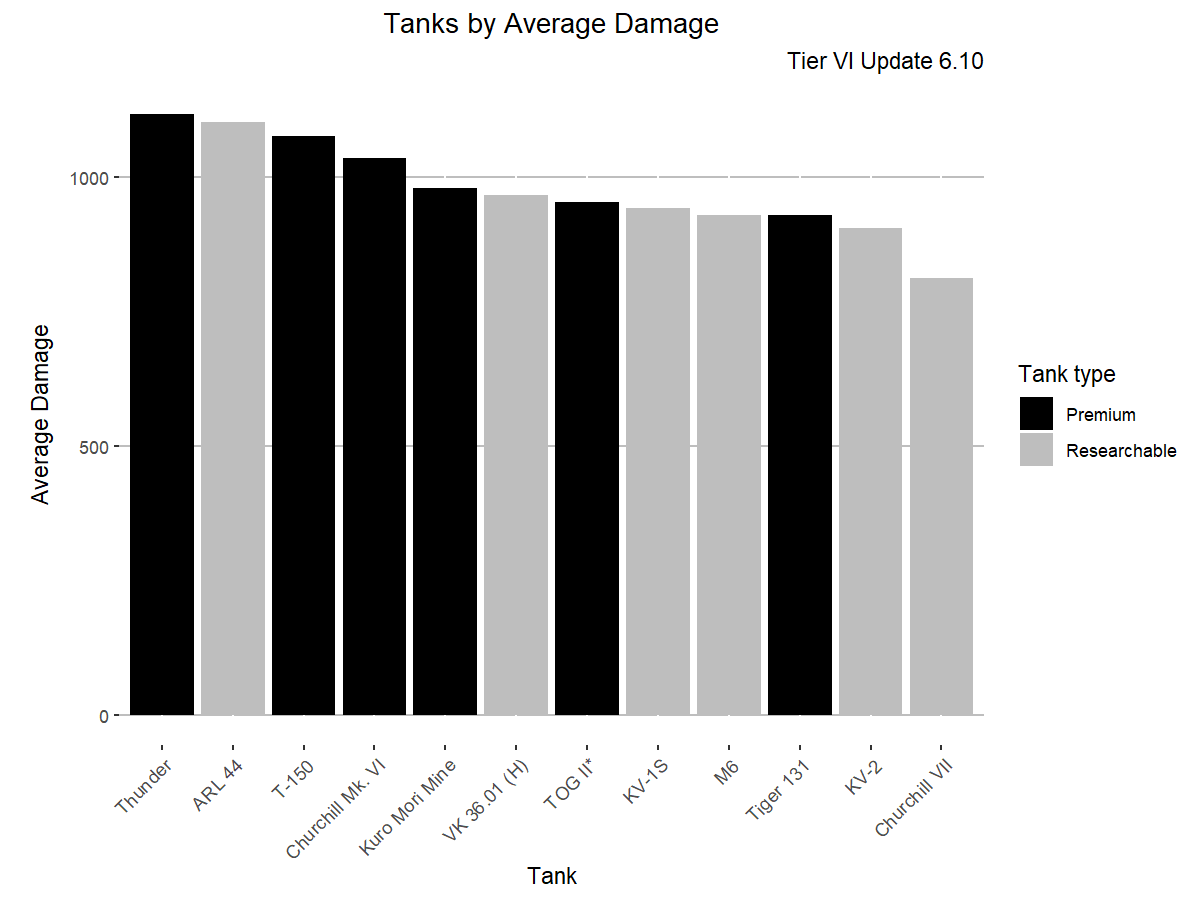 Tanks by Average Damage
Tier VI Update 6.10
Average Damage
1000
500
0
Thunder
ARL 44
T-150
Churchill Mk. VI
Kuro Mori Mine
VK 36.01 (H)
TOG II*
KV-1S
M6
Tiger 131
KV-2
Churchill VII
Tank
Tank type
Premium
Researchable